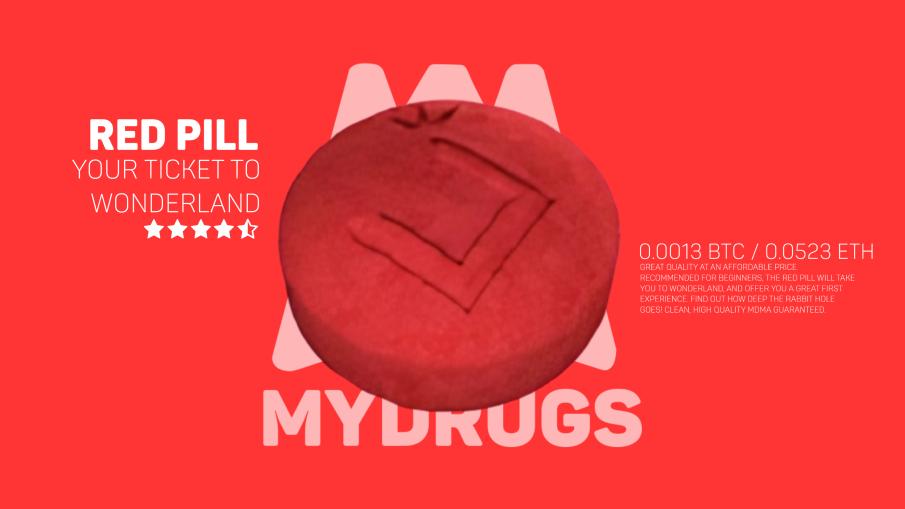 RED PILL
YOUR TICKET TO
WONDERLAND
0.0013 BTC / 0.0523 ETH
GREAT QUALITY AT AN AFFORDABLE PRICE.
RECOMMENDED FOR BEGINNERS, THE RED PILL WILL TAKE
YOU TO WONDERLAND, AND OFFER YOU A GREAT FIRST
EXPERIENCE. FIND OUT HOW DEEP THE RABBIT HOLE
GOES! CLEAN, HIGH QUALITY MDMA GUARANTEED.
MYDRUGS